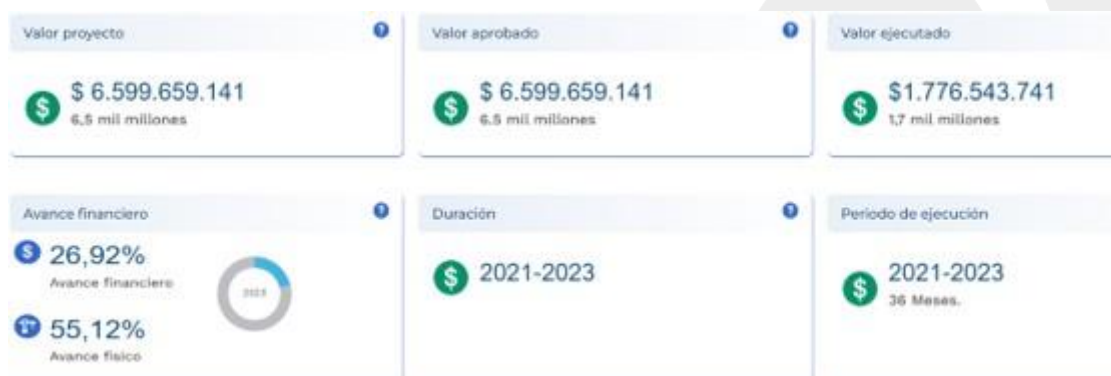 Valor proyecto
$ 6.599.659.141
6,5 mil millones
Valor aprobado
$ 6.599.659.141
6.5 mil millones
Valor ejecutado
$1.776.543.741
1,7 mil millones
Avance financiero
26,92%
Avance financiero
55,12%
Avance físico
2023
Duración
2021-2023
Periodo de ejecución
2021-2023
36 Meses.